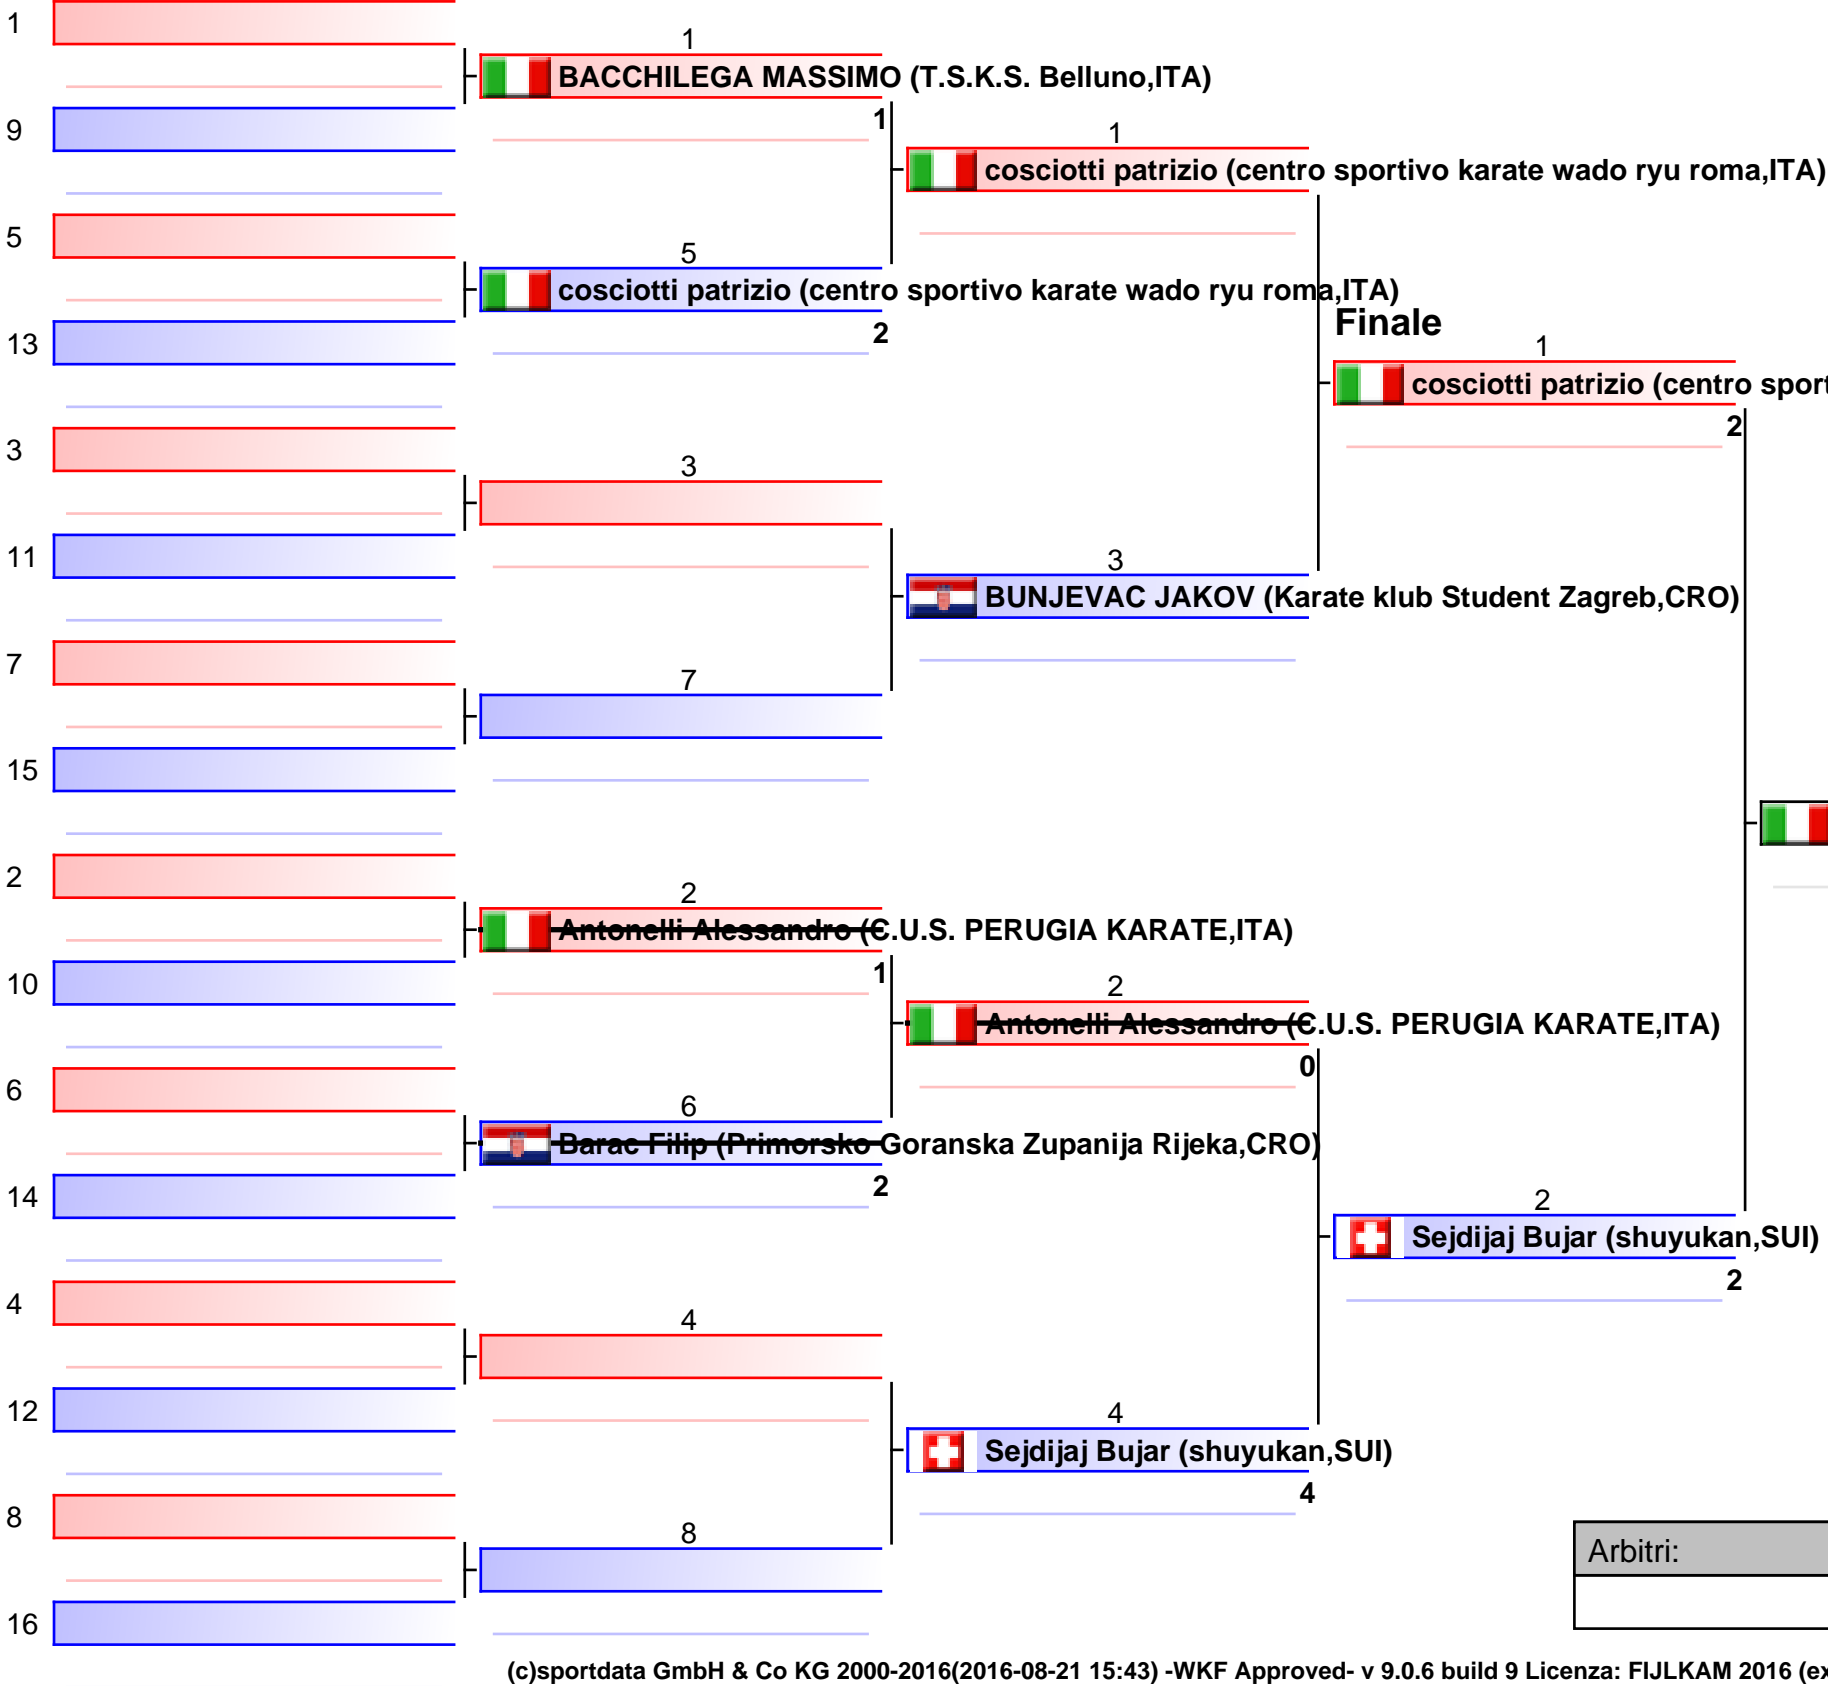 1
1
BACCHILEGA MASSIMO (T.S.K.S. Belluno,ITA)
1
9
1
cosciotti patrizio (centro sportivo karate wado ryu roma,ITA)
5
5
cosciotti patrizio (centro sportivo karate wado ryu roma,ITA)
2
13
Finale
1
cosciotti patrizio (centro sport
2
3
3
11
3
BUNJEVAC JAKOV (Karate klub Student Zagreb,CRO)
7
7
15
2
2
Antonelli Alessandro (C.U.S. PERUGIA KARATE,ITA)
1
10
2
Antonelli Alessandro (C.U.S. PERUGIA KARATE,ITA)
0
6
6
Barac Filip (Primorsko Goranska Zupanija Rijeka,CRO)
2
14
2
Sejdijaj Bujar (shuyukan,SUI)
2
4
4
12
4
Sejdijaj Bujar (shuyukan,SUI)
4
8
8
16
Arbitri:
(c)sportdata GmbH & Co KG 2000-2016(2016-08-21 15:43) -WKF Approved- v 9.0.6 build 9 Licenza: FIJLKAM 2016 (ex